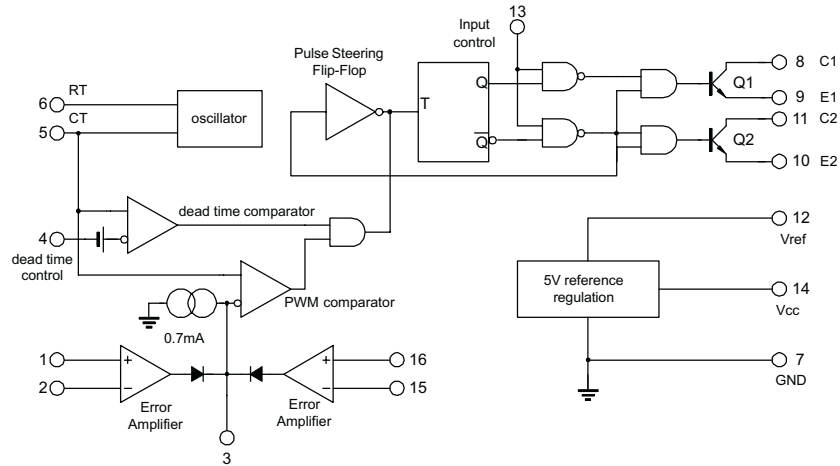 13
Input
control
8 C1
Pulse Steering
Flip-Flop
Q1
6 RT
T
Q
9 E1
oscillator
5 CT
11 C2
Q
Q2
10 E2
dead time comparator
12
Vref
4
dead time
control
5V reference
regulation
14
Vcc
PWM comparator
0.7mA
1
+
+
16
7
GND
2
−
−
15
Error
Amplifier
Error
Amplifier
3